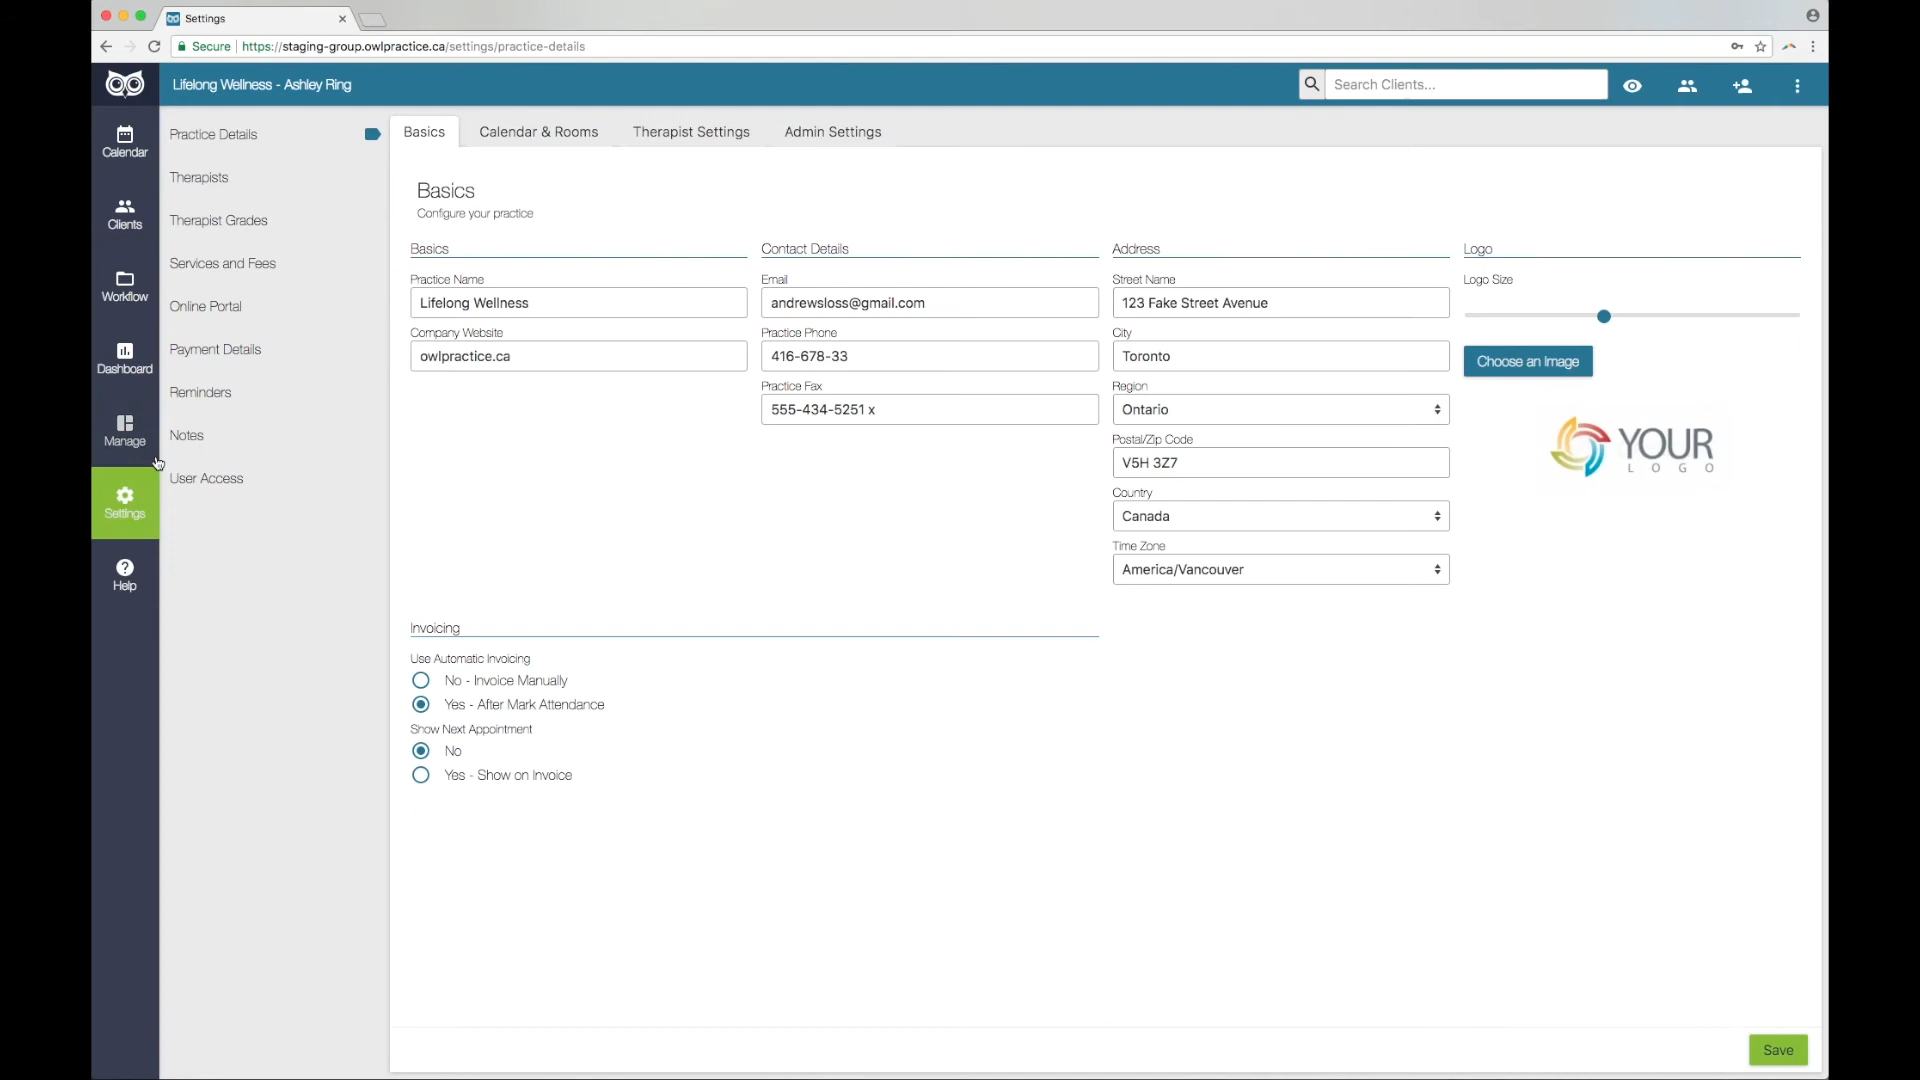 Settings
Secure https://staging-group.owlpractice.ca/settings/practice-details
Lifelong Wellness - Ashley Ring
Search Clients...
Calendar
Clients
Workflow
Dashboard
Manage
Settings
Help
Practice Details
Therapists
Therapist Grades
Services and Fees
Online Portal
Payment Details
Reminders
Notes
User Access
Basics
Calendar & Rooms
Therapist Settings
Admin Settings
Basics
Configure your practice
Basics
Practice Name
Lifelong Wellness
Company Website
owlpractice.ca
Contact Details
Email
andrewsloss@gmail.com
Practice Phone
416-678-33
Practice Fax
555-434-5251 x
Address
Street Name
123 Fake Street Avenue
City
Toronto
Region
Ontario
Postal/Zip Code
V5H 3Z7
Country
Canada
Time Zone
America/Vancouver
Logo
Logo Size
Choose an Image
YOUR
LOGO
Invoicing
Use Automatic Invoicing
No - Invoice Manually
Yes - After Mark Attendance
Show Next Appointment
No
Yes - Show on Invoice
Save